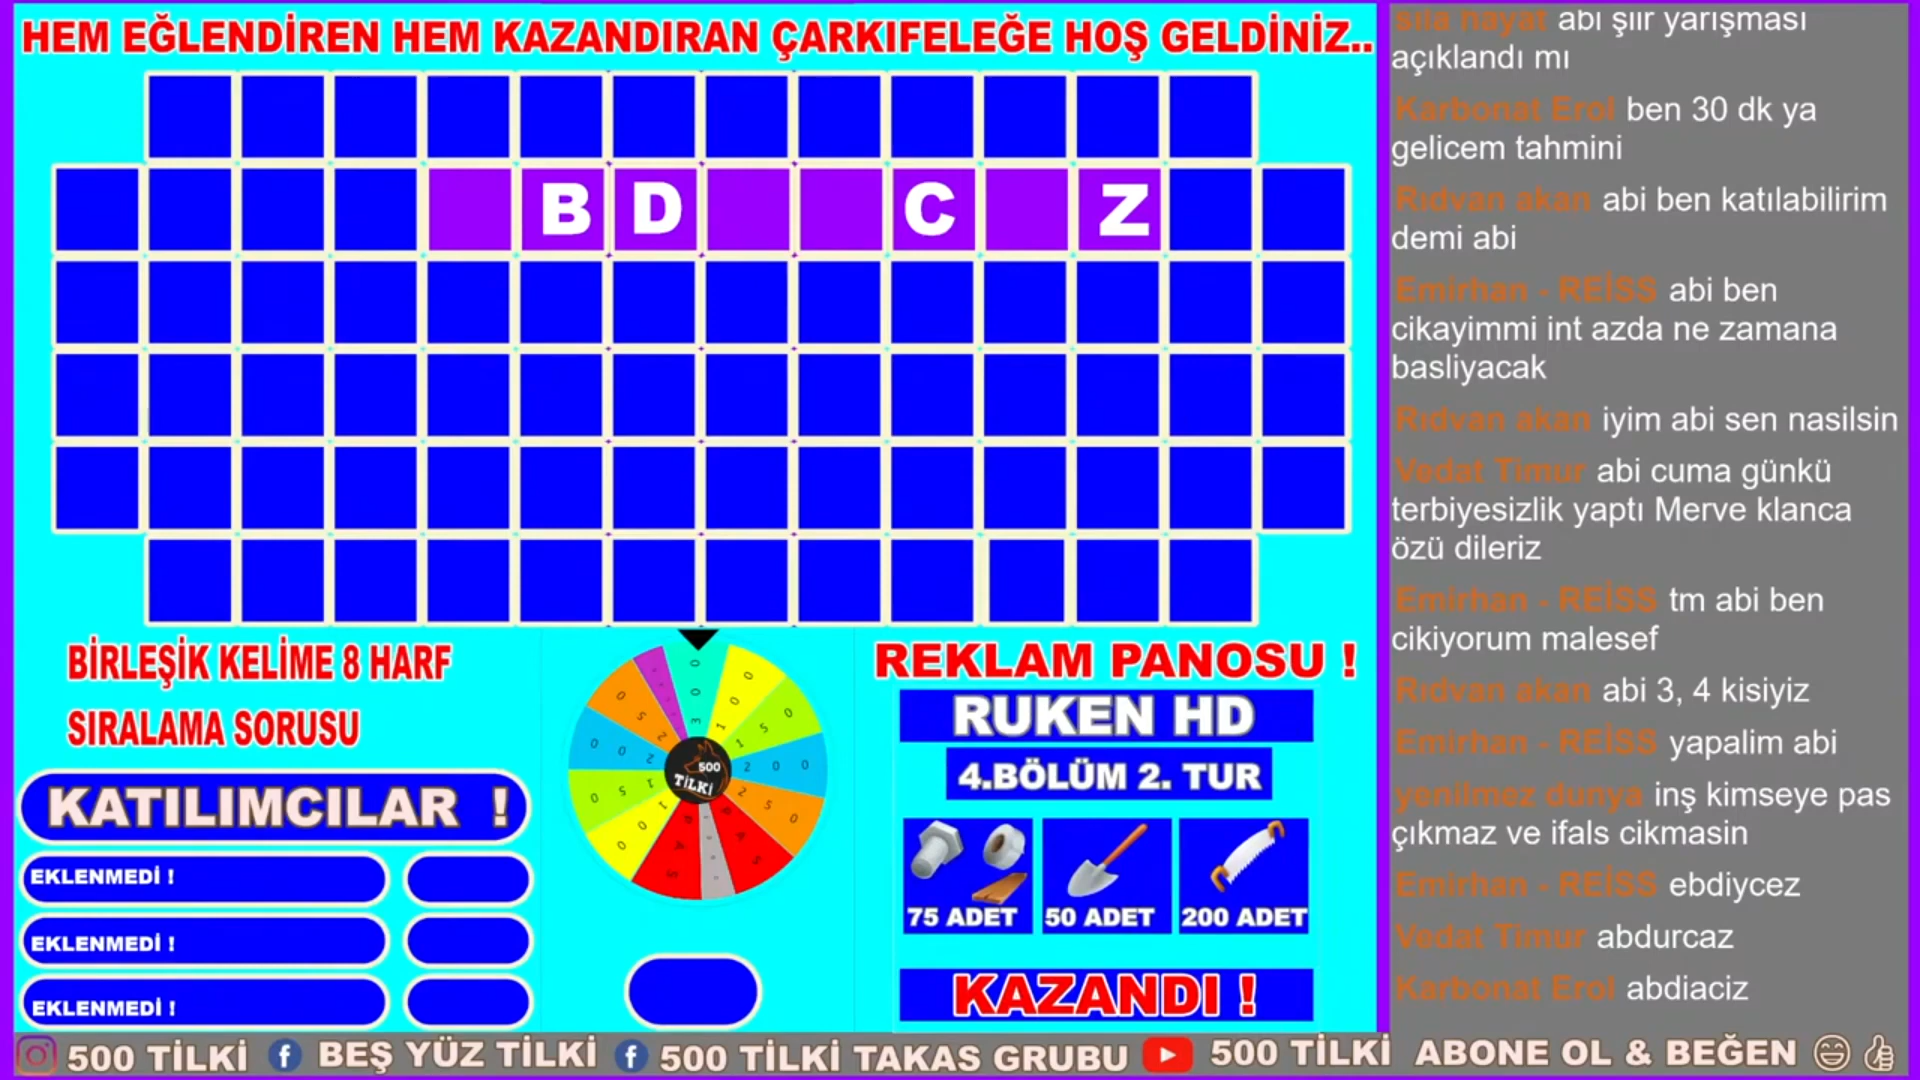 HEM EĞLENDİREN HEM KAZANDIRAN ÇARKIFELEĞE HOŞ GELDİNİZ..
B D C Z
BİRLEŞİK KELİME 8 HARF
SIRALAMA SORUSU
KATILIMCILAR !
EKLENMEDİ !
EKLENMEDİ !
EKLENMEDİ !
500
TİLKİ
REKLAM PANOSU !
RUKEN HD
4.BÖLÜM 2. TUR
75 ADET 50 ADET 200 ADET
KAZANDI !
sıla hayat abi şiir yarışması
açıklandı mı
Karbonat Erol ben 30 dk ya
gelicem tahmini
Rıdvan akan abi ben katılabilirim
demi abi
Emirhan - REİSS abi ben
cikayimmi int azda ne zamana
basliyacak
Rıdvan akan iyim abi sen nasilsin
Vedat Timur abi cuma günkü
terbiyesizlik yaptı Merve klanca
özü dileriz
Emirhan - REİSS tm abi ben
cikiyorum malesef
Rıdvan akan abi 3, 4 kisiyiz
Emirhan - REİSS yapalim abi
yenilmez dunya inş kimseye pas
çıkmaz ve ifals cikmasin
Emirhan - REİSS ebdiycez
Vedat Timur abdurcaz
Karbonat Erol abdiaciz
500 TİLKİ BEŞ YÜZ TİLKİ 500 TİLKİ TAKAS GRUBU 500 TİLKİ ABONE OL & BEĞEN